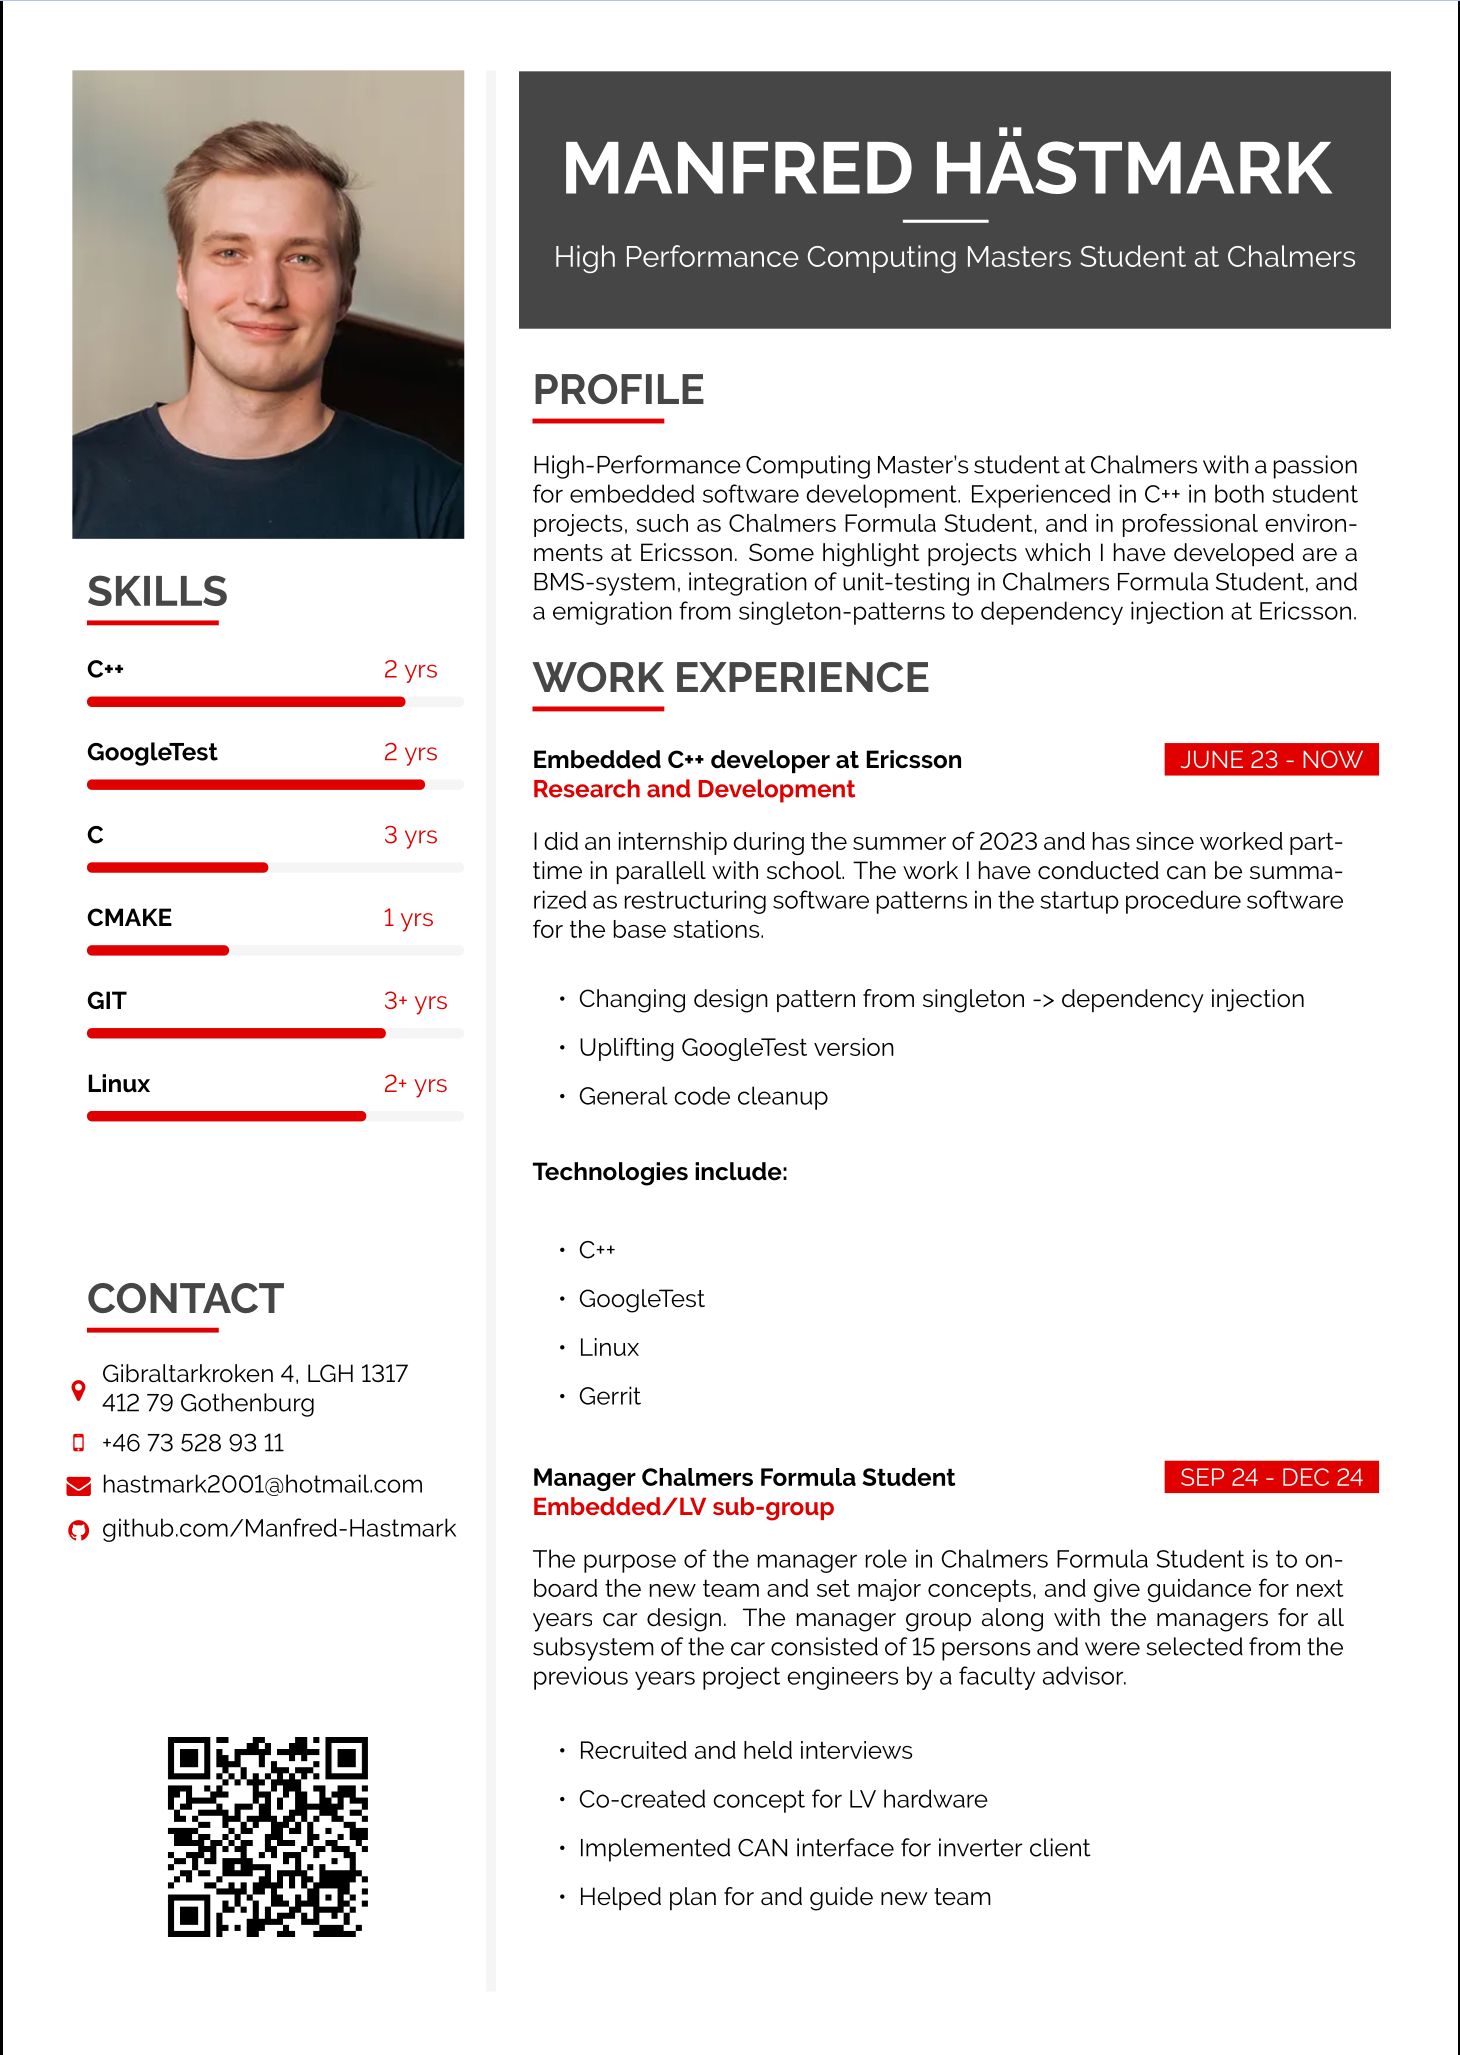 MANFRED HÄSTMARK
High Performance Computing Masters Student at Chalmers
SKILLS
C++ 2 yrs
GoogleTest 2 yrs
C 3 yrs
CMAKE 1 yrs
GIT 3+ yrs
Linux 2+ yrs
CONTACT
Gibraltarkroken 4, LGH 1317
412 79 Gothenburg
+46 73 528 93 11
hastmark2001@hotmail.com
github.com/Manfred-Hastmark
PROFILE
High-Performance Computing Master's student at Chalmers with a passion
for embedded software development. Experienced in C++ in both student
projects, such as Chalmers Formula Student, and in professional environ-
ments at Ericsson. Some highlight projects which I have developed are a
BMS-system, integration of unit-testing in Chalmers Formula Student, and
a emigration from singleton-patterns to dependency injection at Ericsson.
WORK EXPERIENCE
Embedded C++ developer at Ericsson JUNE 23 - NOW
Research and Development
I did an internship during the summer of 2023 and has since worked part-
time in parallell with school. The work I have conducted can be summa-
rized as restructuring software patterns in the startup procedure software
for the base stations.
• Changing design pattern from singleton -> dependency injection
• Uplifting GoogleTest version
• General code cleanup
Technologies include:
• C++
• GoogleTest
• Linux
• Gerrit
Manager Chalmers Formula Student SEP 24 - DEC 24
Embedded/LV sub-group
The purpose of the manager role in Chalmers Formula Student is to on-
board the new team and set major concepts, and give guidance for next
years car design. The manager group along with the managers for all
subsystem of the car consisted of 15 persons and were selected from the
previous years project engineers by a faculty advisor.
• Recruited and held interviews
• Co-created concept for LV hardware
• Implemented CAN interface for inverter client
• Helped plan for and guide new team